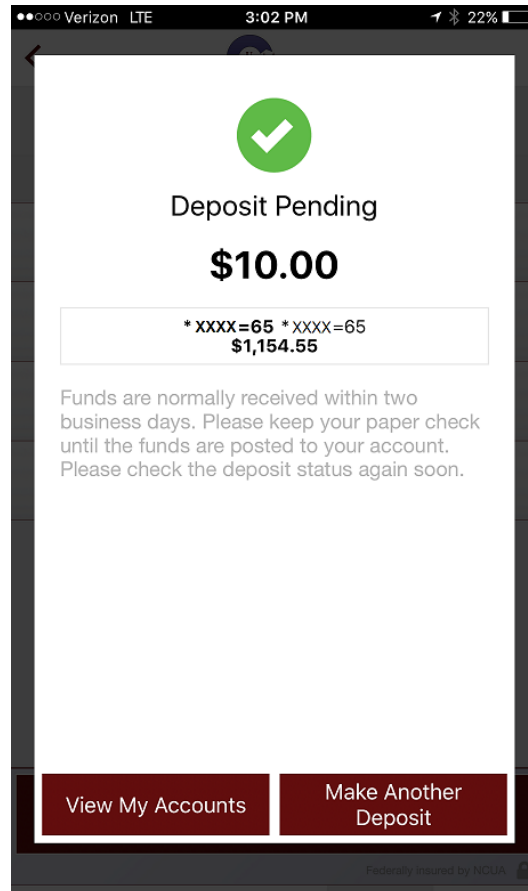 Verizon LTE 3:02 PM 22%
Deposit Pending
$10.00
*XXXX=65 *XXXX=65
$1,154.55
Funds are normally received within two
business days. Please keep your paper check
until the funds are posted to your account.
Please check the deposit status again soon.
View My Accounts
Make Another
Deposit
Federally Insured by NCUA